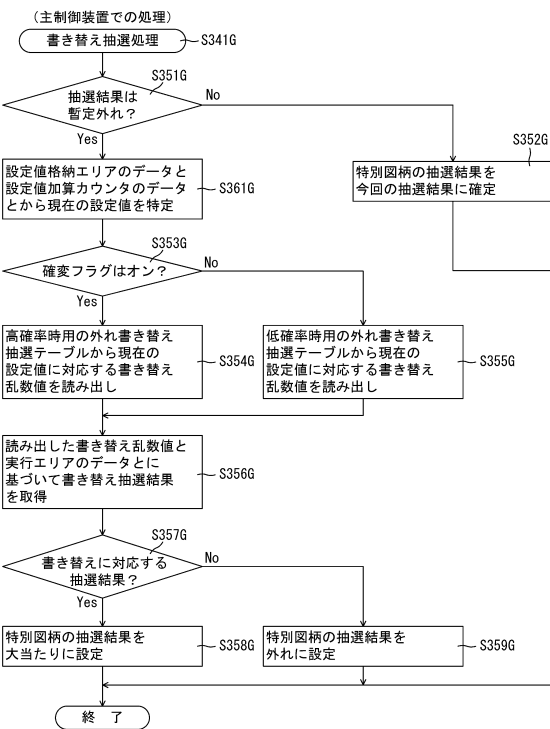 （主制御装置での処理）
書き替え抽選処理
S341G
S351G
抽選結果は
暫定外れ？
No
Yes
S352G
特別図柄の抽選結果を
今回の抽選結果に確定
設定値格納エリアのデータと
設定値加算カウンタのデータ
とから現在の設定値を特定
S361G
S353G
確変フラグはオン？
No
Yes
高確率時用の外れ書き替え
抽選テーブルから現在の
設定値に対応する書き替え
乱数値を読み出し
S354G
低確率時用の外れ書き替え
抽選テーブルから現在の
設定値に対応する書き替え
乱数値を読み出し
S355G
読み出した書き替え乱数値と
実行エリアのデータとに
基づいて書き替え抽選結果
を取得
S356G
S357G
書き替えに対応する
抽選結果？
No
Yes
特別図柄の抽選結果を
大当たりに設定
S358G
特別図柄の抽選結果を
外れに設定
S359G
終　了